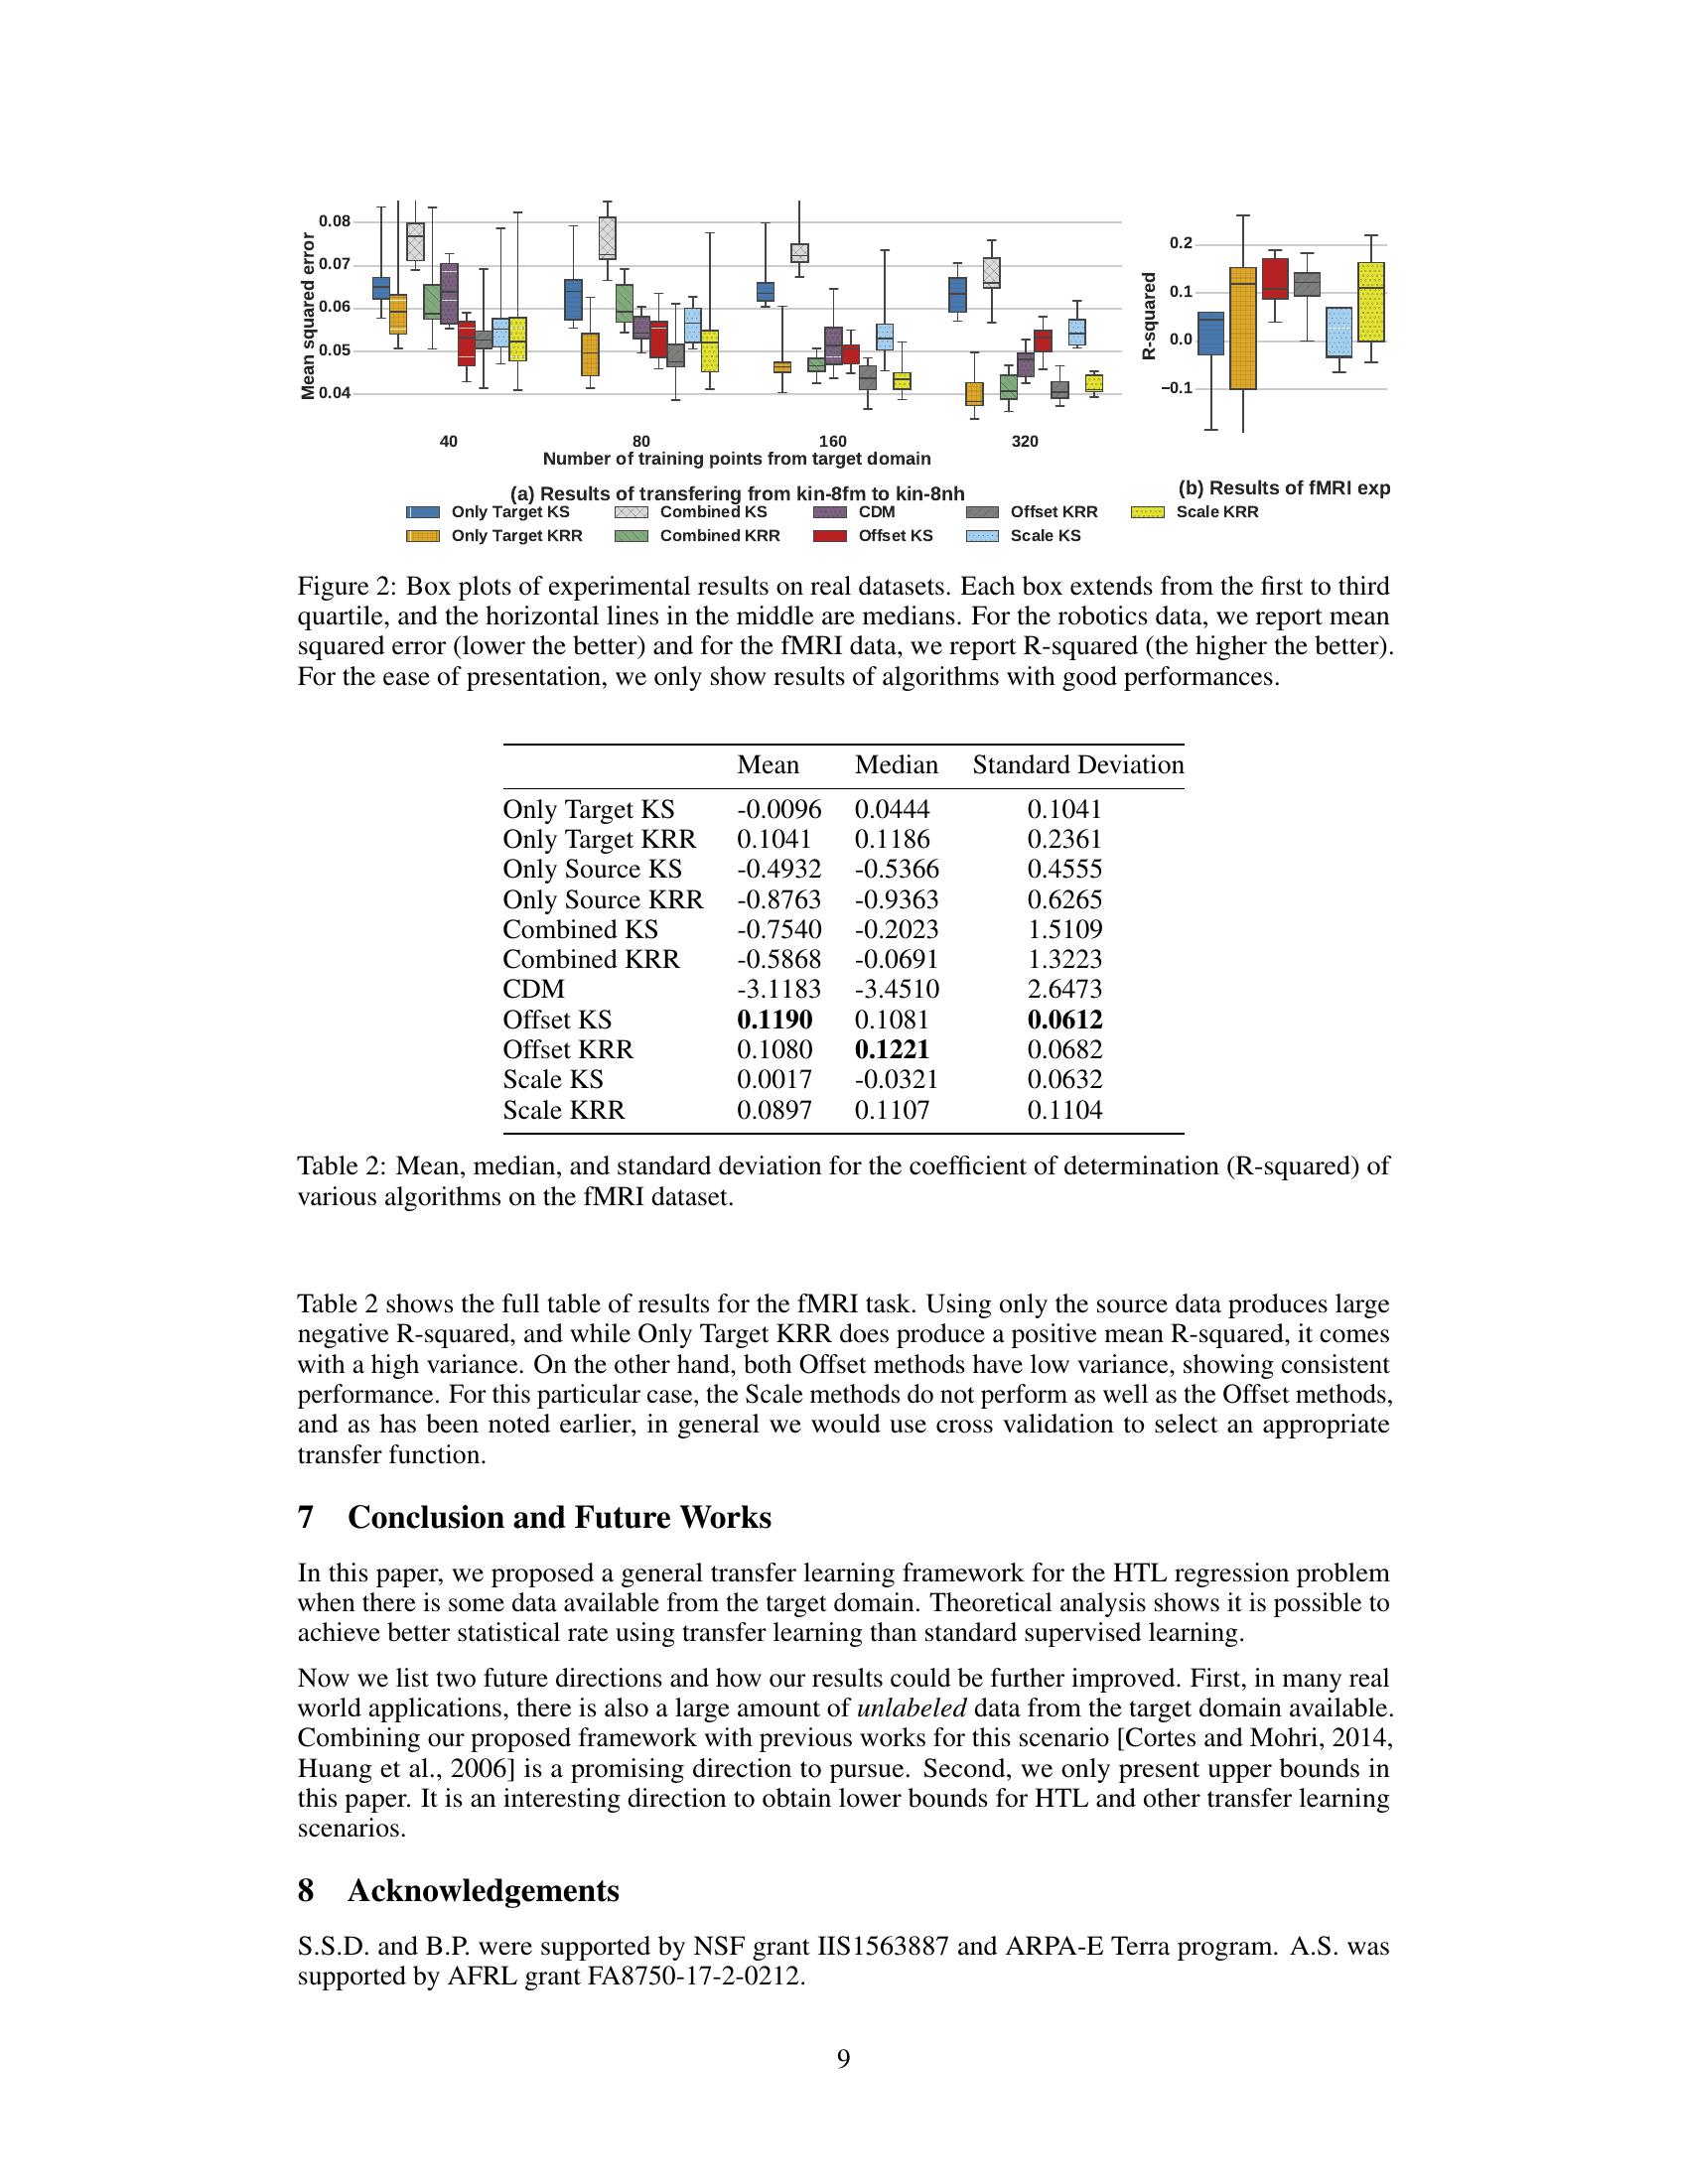 0.08
0.07
0.06
0.05
0.04
Mean squared error
40 80 160 320
Number of training points from target domain
(a) Results of transfering from kin-8fm to kin-8nh
0.2
0.1
0.0
−0.1
R-squared
(b) Results of fMRI exp
Only Target KS Combined KS CDM Offset KRR Scale KRR
Only Target KRR Combined KRR Offset KS Scale KS
Figure 2: Box plots of experimental results on real datasets. Each box extends from the first to third
quartile, and the horizontal lines in the middle are medians. For the robotics data, we report mean
squared error (lower the better) and for the fMRI data, we report R-squared (the higher the better).
For the ease of presentation, we only show results of algorithms with good performances.
Mean Median Standard Deviation
Only Target KS -0.0096 0.0444 0.1041
Only Target KRR 0.1041 0.1186 0.2361
Only Source KS -0.4932 -0.5366 0.4555
Only Source KRR -0.8763 -0.9363 0.6265
Combined KS -0.7540 -0.2023 1.5109
Combined KRR -0.5868 -0.0691 1.3223
CDM -3.1183 -3.4510 2.6473
Offset KS 0.1190 0.1081 0.0612
Offset KRR 0.1080 0.1221 0.0682
Scale KS 0.0017 -0.0321 0.0632
Scale KRR 0.0897 0.1107 0.1104
Table 2: Mean, median, and standard deviation for the coefficient of determination (R-squared) of
various algorithms on the fMRI dataset.
Table 2 shows the full table of results for the fMRI task. Using only the source data produces large
negative R-squared, and while Only Target KRR does produce a positive mean R-squared, it comes
with a high variance. On the other hand, both Offset methods have low variance, showing consistent
performance. For this particular case, the Scale methods do not perform as well as the Offset methods,
and as has been noted earlier, in general we would use cross validation to select an appropriate
transfer function.
7 Conclusion and Future Works
In this paper, we proposed a general transfer learning framework for the HTL regression problem
when there is some data available from the target domain. Theoretical analysis shows it is possible to
achieve better statistical rate using transfer learning than standard supervised learning.
Now we list two future directions and how our results could be further improved. First, in many real
world applications, there is also a large amount of unlabeled data from the target domain available.
Combining our proposed framework with previous works for this scenario [Cortes and Mohri, 2014,
Huang et al., 2006] is a promising direction to pursue. Second, we only present upper bounds in
this paper. It is an interesting direction to obtain lower bounds for HTL and other transfer learning
scenarios.
8 Acknowledgements
S.S.D. and B.P. were supported by NSF grant IIS1563887 and ARPA-E Terra program. A.S. was
supported by AFRL grant FA8750-17-2-0212.
9